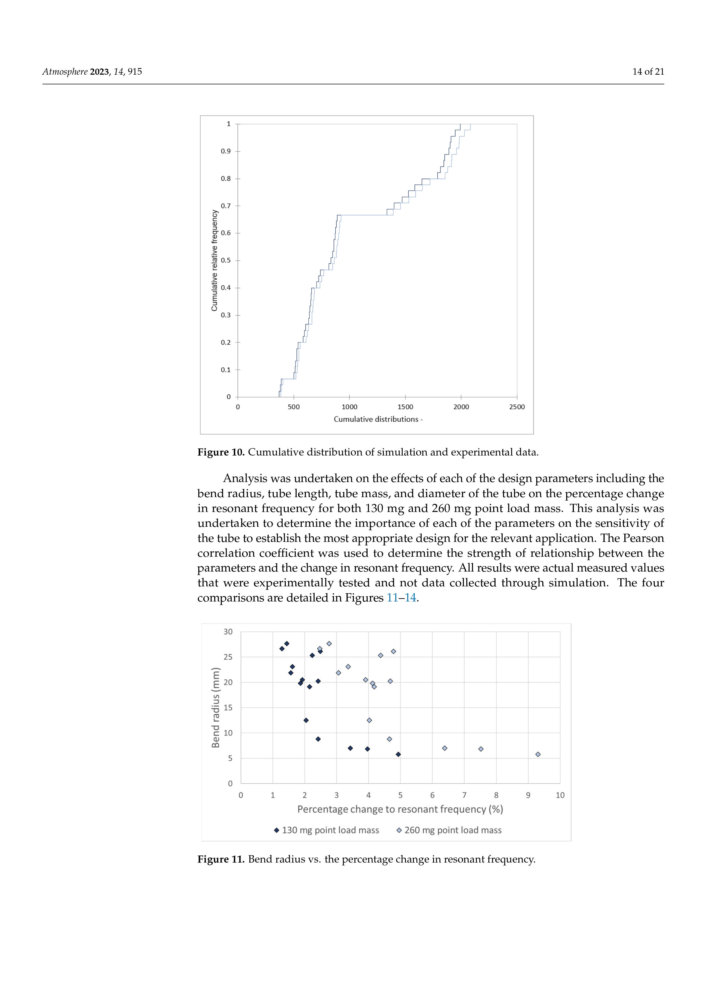 Atmosphere 2023, 14, 915
14 of 21
1
0.9
0.8
0.7
0.6
0.5
0.4
0.3
0.2
0.1
0
Cumulative relative frequency
0 500 1000 1500 2000 2500
Cumulative distributions -
Figure 10. Cumulative distribution of simulation and experimental data.
Analysis was undertaken on the effects of each of the design parameters including the
bend radius, tube length, tube mass, and diameter of the tube on the percentage change
in resonant frequency for both 130 mg and 260 mg point load mass. This analysis was
undertaken to determine the importance of each of the parameters on the sensitivity of
the tube to establish the most appropriate design for the relevant application. The Pearson
correlation coefficient was used to determine the strength of relationship between the
parameters and the change in resonant frequency. All results were actual measured values
that were experimentally tested and not data collected through simulation. The four
comparisons are detailed in Figures 11–14.
30
25
20
15
10
5
0
Bend radius (mm)
0 1 2 3 4 5 6 7 8 9 10
Percentage change to resonant frequency (%)
130 mg point load mass 260 mg point load mass
Figure 11. Bend radius vs. the percentage change in resonant frequency.